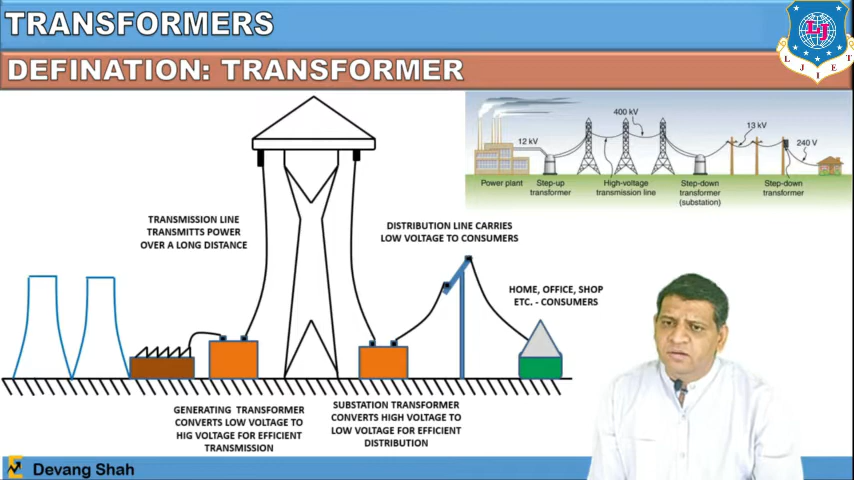 TRANSFORMERS
DEFINATION: TRANSFORMER
LJ
L J I E T
400 kV
13 kV
12 kV
240 V
Power plant
Step-up
transformer
High-voltage
transmission line
Step-down
transformer
(substation)
Step-down
transformer
TRANSMISSION LINE
TRANSMITTS POWER
OVER A LONG DISTANCE
DISTRIBUTION LINE CARRIES
LOW VOLTAGE TO CONSUMERS
HOME, OFFICE, SHOP
ETC. - CONSUMERS
GENERATING TRANSFORMER
CONVERTS LOW VOLTAGE TO
HIG VOLTAGE FOR EFFICIENT
TRANSMISSION
SUBSTATION TRANSFORMER
CONVERTS HIGH VOLTAGE TO
LOW VOLTAGE FOR EFFICIENT
DISTRIBUTION
Devang Shah